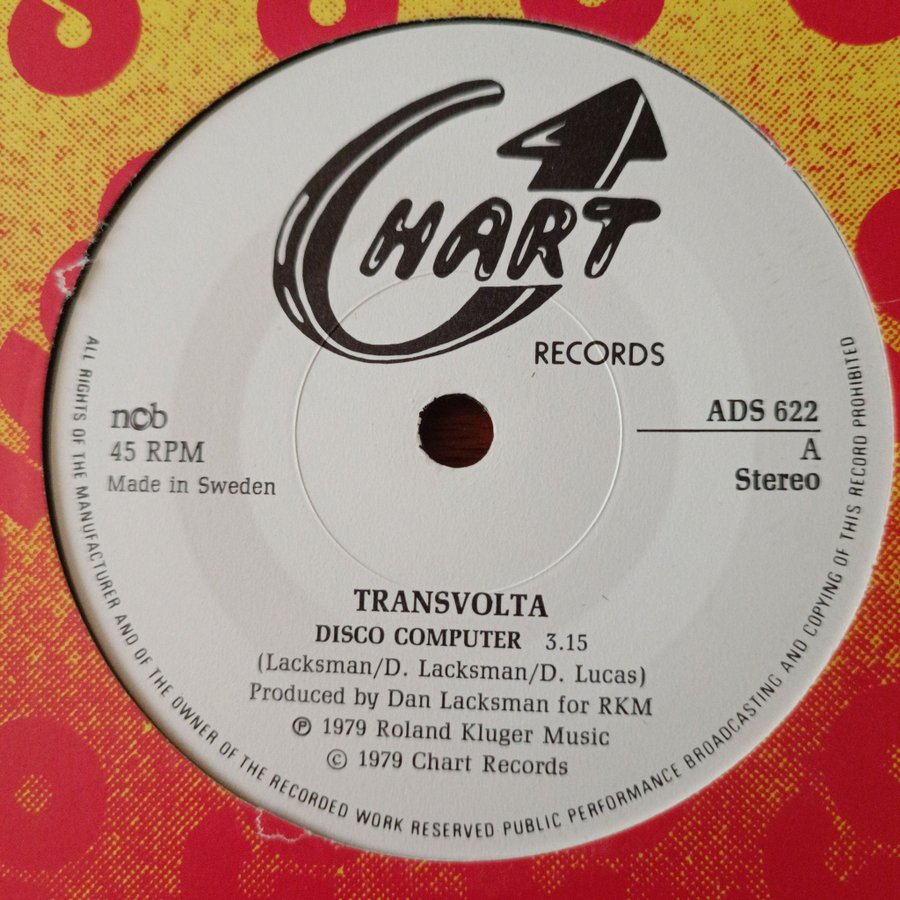 CHART
RECORDS
ncb
45 RPM
Made in Sweden
ADS 622
A
Stereo
TRANSVOLTA
DISCO COMPUTER 3.15
(Lacksman/D. Lacksman/D. Lucas)
Produced by Dan Lacksman for RKM
℗ 1979 Roland Kluger Music
© 1979 Chart Records
ALL RIGHTS OF THE MANUFACTURER AND OF THE OWNER OF THE RECORDED WORK RESERVED PUBLIC PERFORMANCE BROADCASTING AND COPYING OF THIS RECORD PROHIBITED